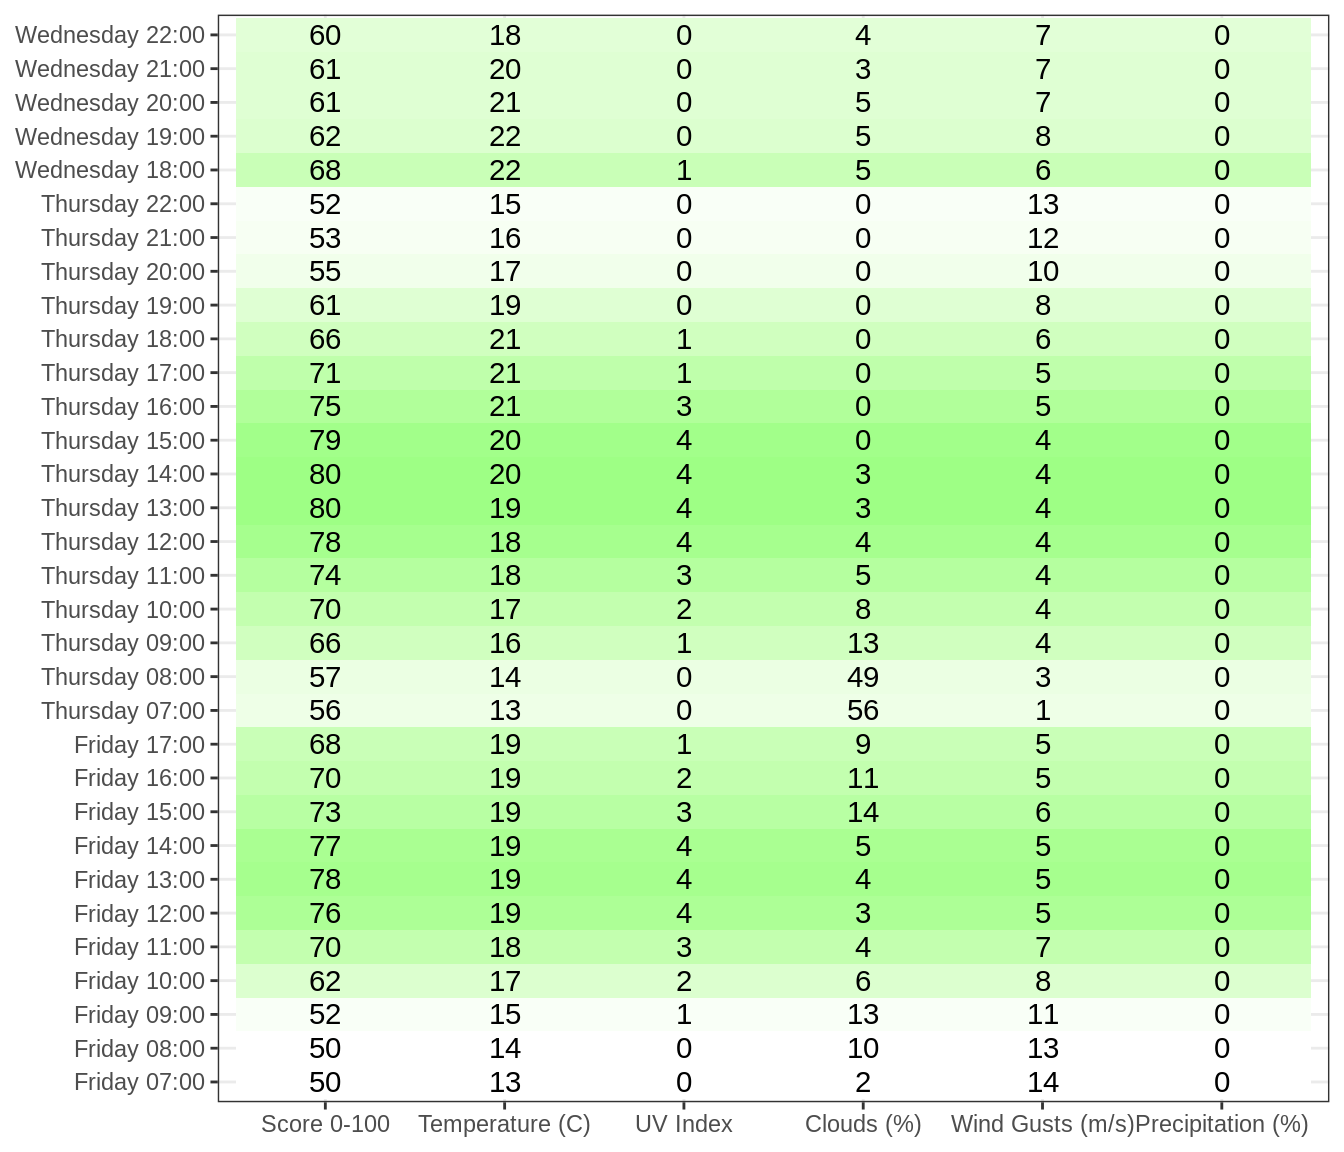 Wednesday 22:00 60 18 0 4 7 0
Wednesday 21:00 61 20 0 3 7 0
Wednesday 20:00 61 21 0 5 7 0
Wednesday 19:00 62 22 0 5 8 0
Wednesday 18:00 68 22 1 5 6 0
Thursday 22:00 52 15 0 0 13 0
Thursday 21:00 53 16 0 0 12 0
Thursday 20:00 55 17 0 0 10 0
Thursday 19:00 61 19 0 0 8 0
Thursday 18:00 66 21 1 0 6 0
Thursday 17:00 71 21 1 0 5 0
Thursday 16:00 75 21 3 0 5 0
Thursday 15:00 79 20 4 0 4 0
Thursday 14:00 80 20 4 3 4 0
Thursday 13:00 80 19 4 3 4 0
Thursday 12:00 78 18 4 4 4 0
Thursday 11:00 74 18 3 5 4 0
Thursday 10:00 70 17 2 8 4 0
Thursday 09:00 66 16 1 13 4 0
Thursday 08:00 57 14 0 49 3 0
Thursday 07:00 56 13 0 56 1 0
Friday 17:00 68 19 1 9 5 0
Friday 16:00 70 19 2 11 5 0
Friday 15:00 73 19 3 14 6 0
Friday 14:00 77 19 4 5 5 0
Friday 13:00 78 19 4 4 5 0
Friday 12:00 76 19 4 3 5 0
Friday 11:00 70 18 3 4 7 0
Friday 10:00 62 17 2 6 8 0
Friday 09:00 52 15 1 13 11 0
Friday 08:00 50 14 0 10 13 0
Friday 07:00 50 13 0 2 14 0
Score 0-100 Temperature (C) UV Index Clouds (%) Wind Gusts (m/s) Precipitation (%)